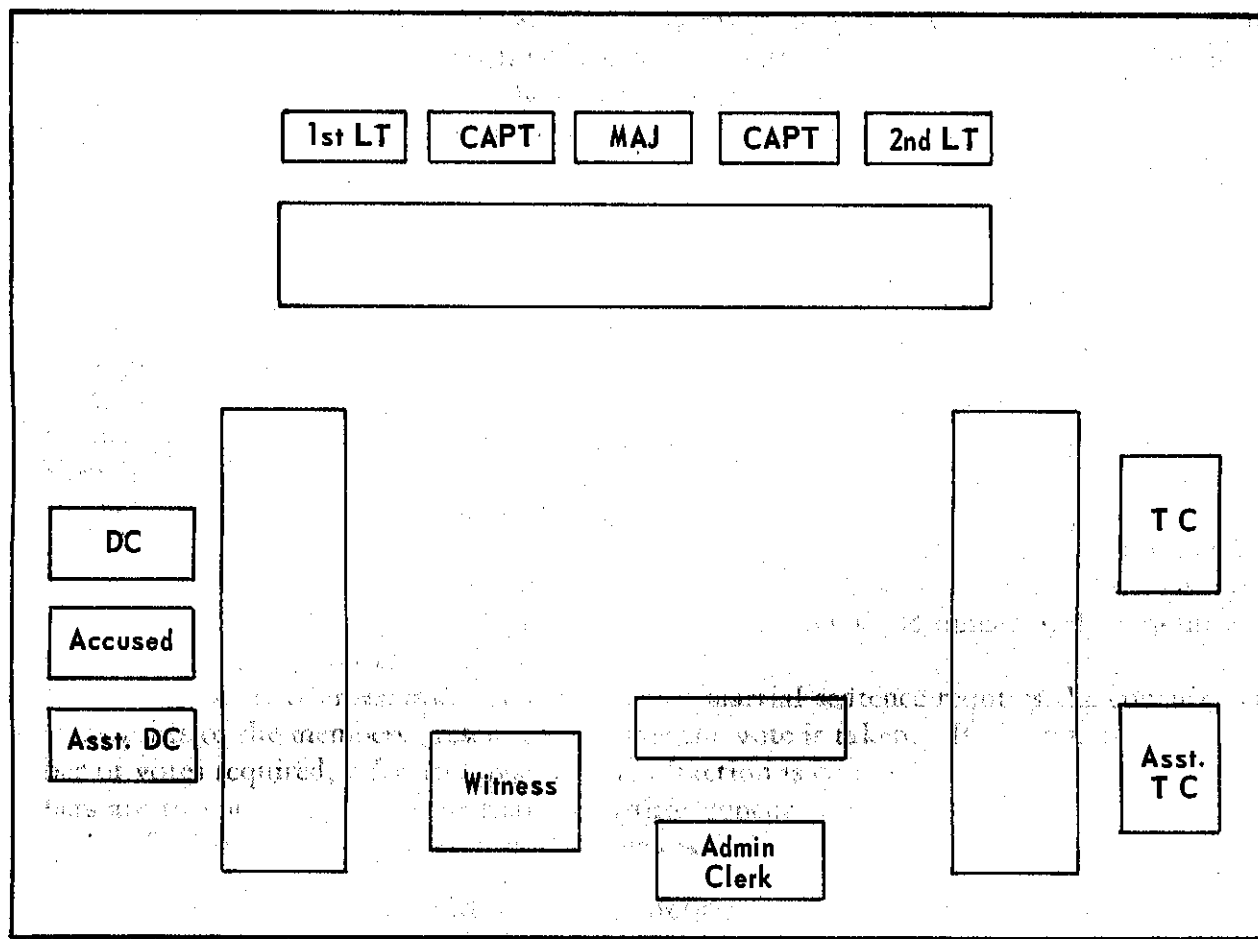 1st LT CAPT MAJ CAPT 2nd LT
DC
T C
Accused
Asst. DC
Witness
Asst.
T C
Admin
Clerk